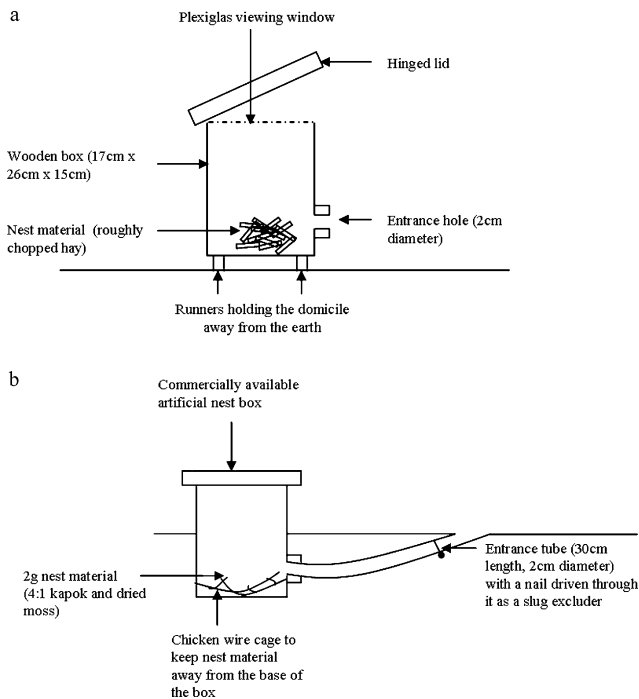 a
Plexiglas viewing window
Hinged lid
Wooden box (17cm x
26cm x 15cm)
Nest material (roughly
chopped hay)
Entrance hole (2cm
diameter)
Runners holding the domicile
away from the earth
b
Commercially available
artificial nest box
2g nest material
(4:1 kapok and dried
moss)
Entrance tube (30cm
length, 2cm diameter)
with a nail driven through
it as a slug excluder
Chicken wire cage to
keep nest material
away from the base of
the box